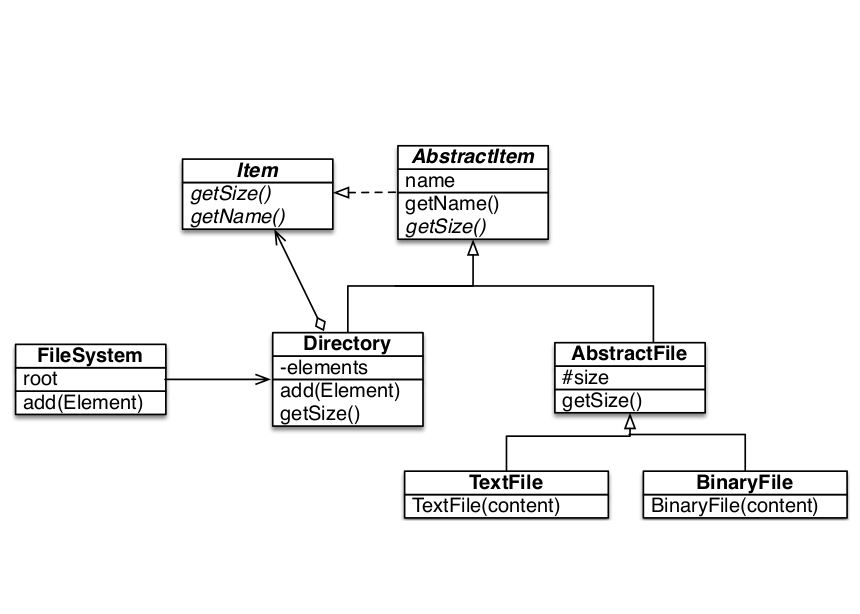 Item
getSize()
getName()
AbstractItem
name
getName()
getSize()
FileSystem
root
add(Element)
Directory
-elements
add(Element)
getSize()
AbstractFile
#size
getSize()
TextFile
TextFile(content)
BinaryFile
BinaryFile(content)